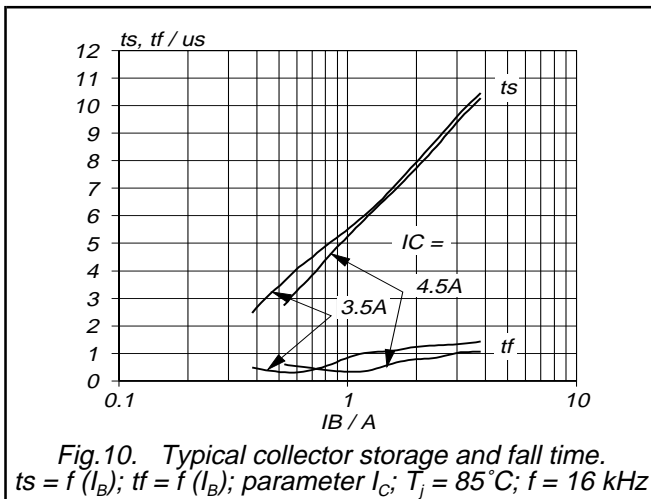 ts, tf / us
12
11
10
9
8
7
6
5
4
3
2
1
0
ts
IC =
4.5A
3.5A
tf
0.1 1 10
IB / A
Fig.10. Typical collector storage and fall time.
ts = f (IB); tf = f (IB); parameter IC; Tj = 85˚C; f = 16 kHz